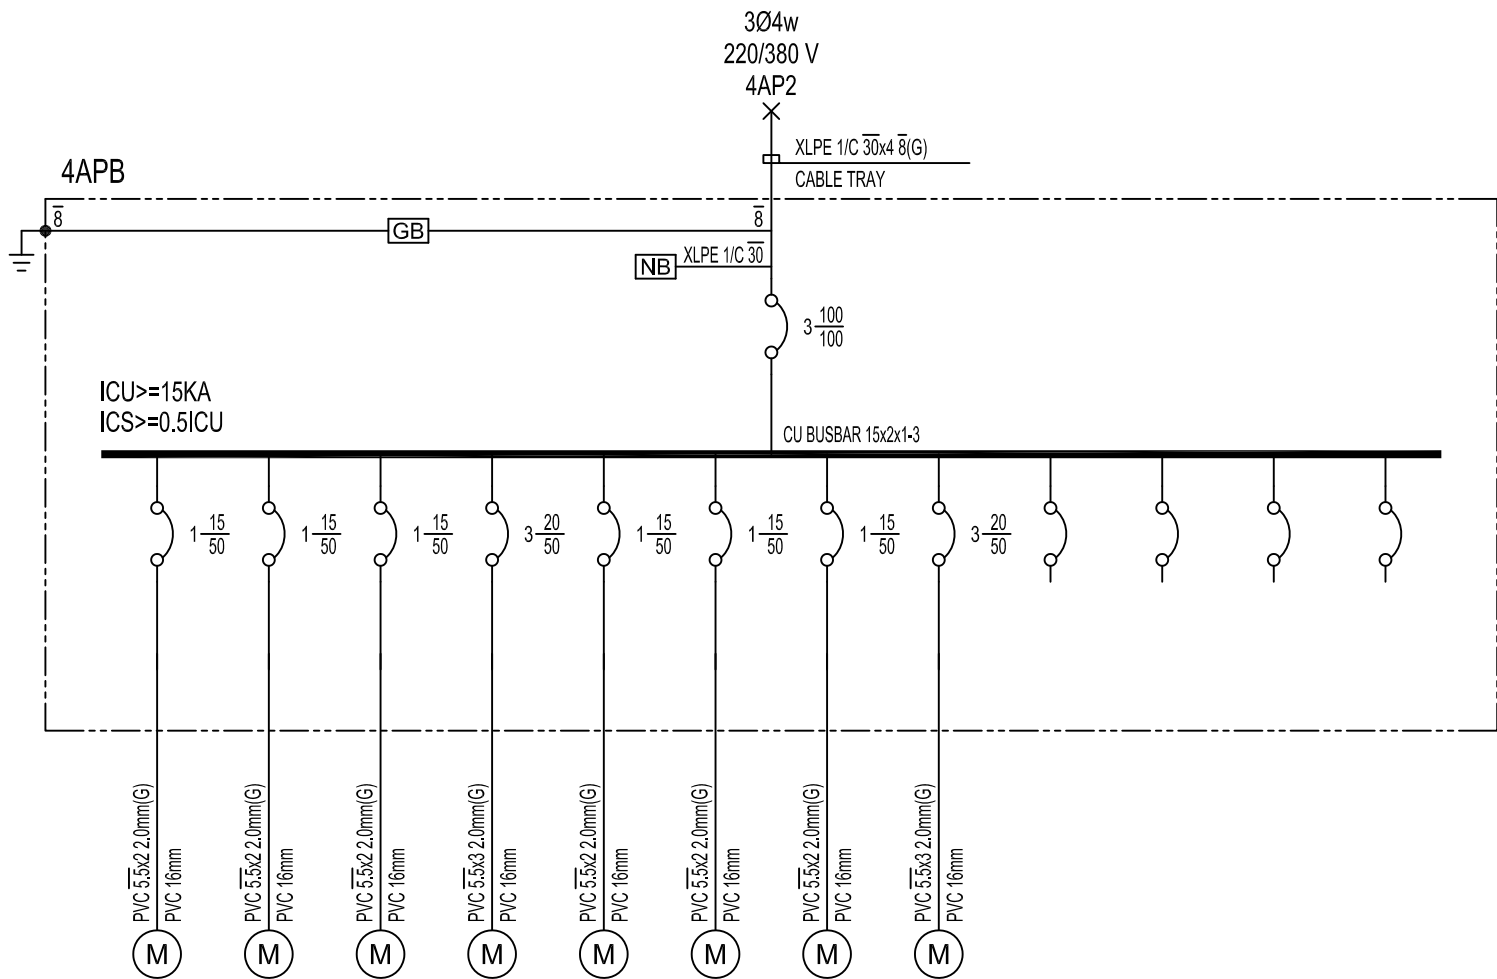 3Ø4w
220/380 V
4AP2
XLPE 1/C 30x4 8(G)
CABLE TRAY
4APB
8
GB
8
NB
XLPE 1/C 30
3 100
100
ICU>=15KA
ICS>=0.5ICU
CU BUSBAR 15x2x1-3
1 15
50
1 15
50
1 15
50
3 20
50
1 15
50
1 15
50
1 15
50
3 20
50
PVC 5.5x2 2.0mm(G)
PVC 16mm
PVC 5.5x2 2.0mm(G)
PVC 16mm
PVC 5.5x2 2.0mm(G)
PVC 16mm
PVC 5.5x3 2.0mm(G)
PVC 16mm
PVC 5.5x2 2.0mm(G)
PVC 16mm
PVC 5.5x2 2.0mm(G)
PVC 16mm
PVC 5.5x2 2.0mm(G)
PVC 16mm
PVC 5.5x3 2.0mm(G)
PVC 16mm
M
M
M
M
M
M
M
M